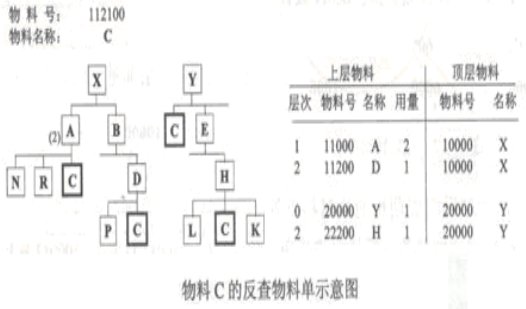 物 料 号： 112100
物料名称： C
X
(2) A B
N R C D
P C
Y
C E
H
L C K
上层物料 顶层物料
层次 物料号 名称 用量 物料号 名称
1 11000 A 2 10000 X
2 11200 D 1 10000 X
0 20000 Y 1 20000 Y
2 22200 H 1 20000 Y
物料 C 的反查物料单示意图